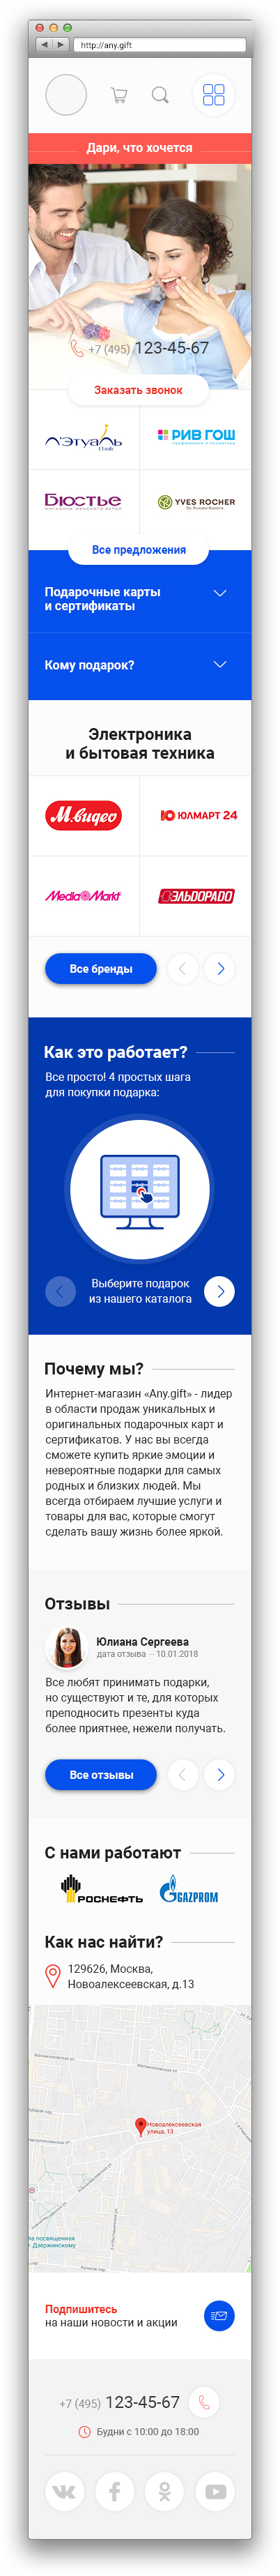 http://any.gift
Дари, что хочется
+7 (495) 123-45-67
Заказать звонок
Л'Этуаль
РИВ ГОШ
Бюстье
YVES ROCHER
Все предложения
Подарочные карты
и сертификаты
Кому подарок?
Электроника
и бытовая техника
М.видео
ЮЛМАРТ 24
Media Markt
ЭЛЬДОРАДО
Все бренды
Как это работает?
Все просто! 4 простых шага
для покупки подарка:
Выберите подарок
из нашего каталога
Почему мы?
Интернет-магазин «Any.gift» - лидер
в области продаж уникальных и
оригинальных подарочных карт и
сертификатов. У нас вы всегда
сможете купить яркие эмоции и
невероятные подарки для самых
родных и близких людей. Мы
всегда отбираем лучшие услуги и
товары для вас, которые смогут
сделать вашу жизнь более яркой.
Отзывы
Юлиана Сергеева
дата отзыва – 10.01.2018
Все любят принимать подарки,
но существуют и те, для которых
преподносить презенты куда
более приятнее, нежели получать.
Все отзывы
С нами работают
РОСНЕФТЬ
GAZPROM
Как нас найти?
129626, Москва,
Новоалексеевская, д.13
Новоалексеевская
улица, 13
ла посвященная
. Дзержинскому
Подпишитесь
на наши новости и акции
+7 (495) 123-45-67
Будни с 10:00 до 18:00